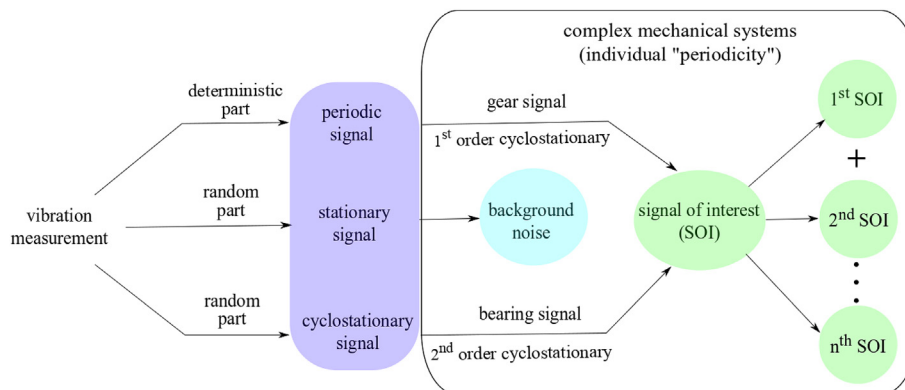 complex mechanical systems
(individual "periodicity")
deterministic
part
periodic
signal
gear signal
1st order cyclostationary
1st SOI
+
vibration
measurement
random
part
stationary
signal
background
noise
signal of interest
(SOI)
2nd SOI
random
part
cyclostationary
signal
bearing signal
2nd order cyclostationary
nth SOI